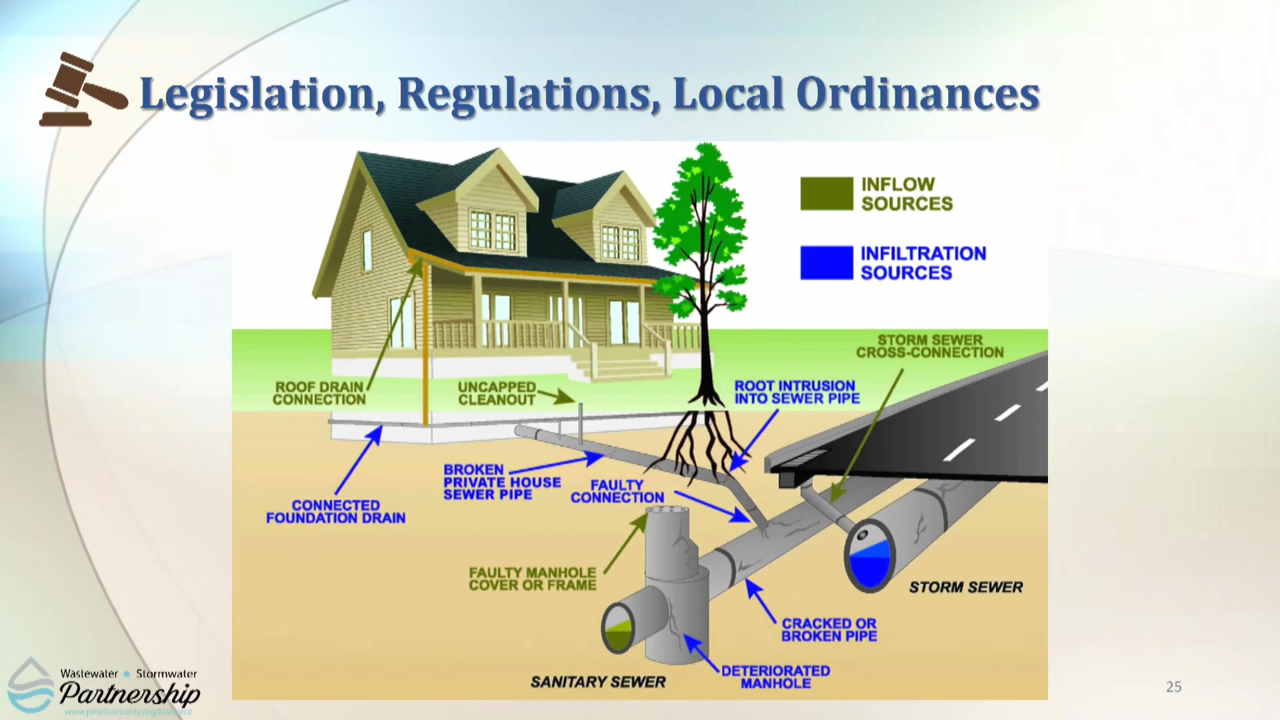 Legislation, Regulations, Local Ordinances
INFLOW
SOURCES
INFILTRATION
SOURCES
STORM SEWER
CROSS-CONNECTION
ROOF DRAIN
CONNECTION
UNCAPPED
CLEANOUT
ROOT INTRUSION
INTO SEWER PIPE
BROKEN
PRIVATE HOUSE
SEWER PIPE
FAULTY
CONNECTION
CONNECTED
FOUNDATION DRAIN
FAULTY MANHOLE
COVER OR FRAME
STORM SEWER
CRACKED OR
BROKEN PIPE
DETERIORATED
MANHOLE
SANITARY SEWER
Wastewater Stormwater
Partnership
25